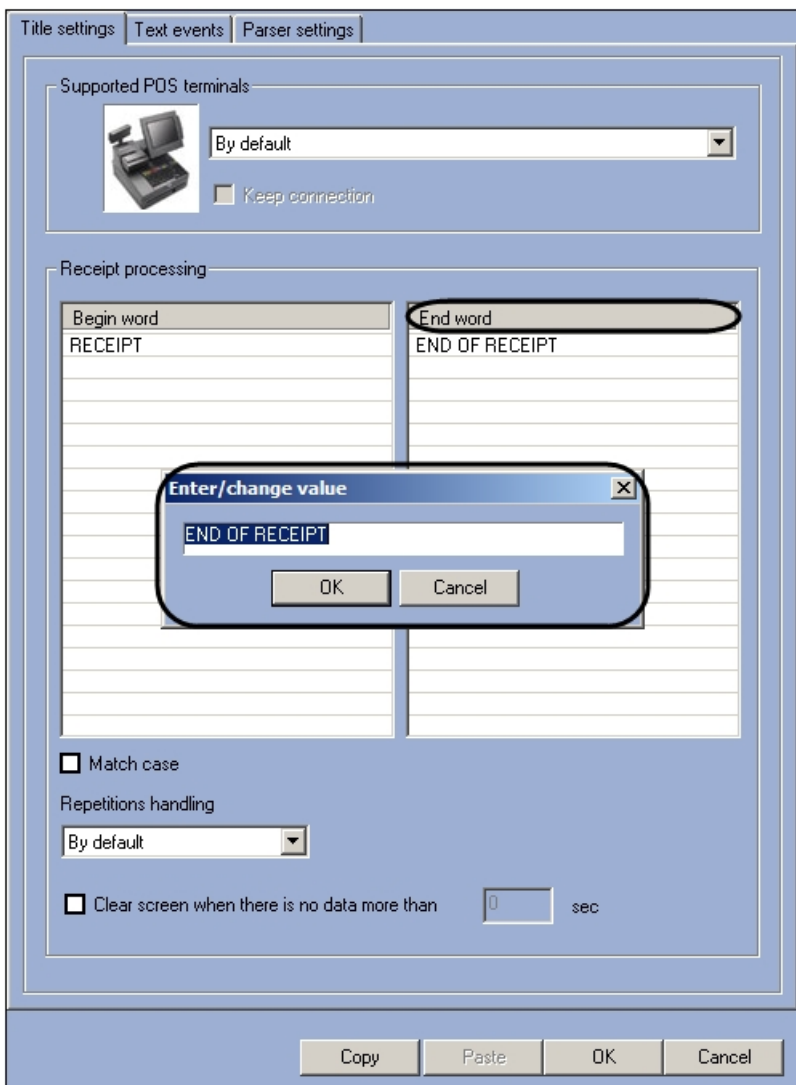 Title settings Text events Parser settings
Supported POS terminals
By default
Keep connection
Receipt processing
Begin word End word
RECEIPT END OF RECEIPT
Enter/change value
END OF RECEIPT
OK Cancel
Match case
Repetitions handling
By default
Clear screen when there is no data more than 0 sec
Copy Paste OK Cancel